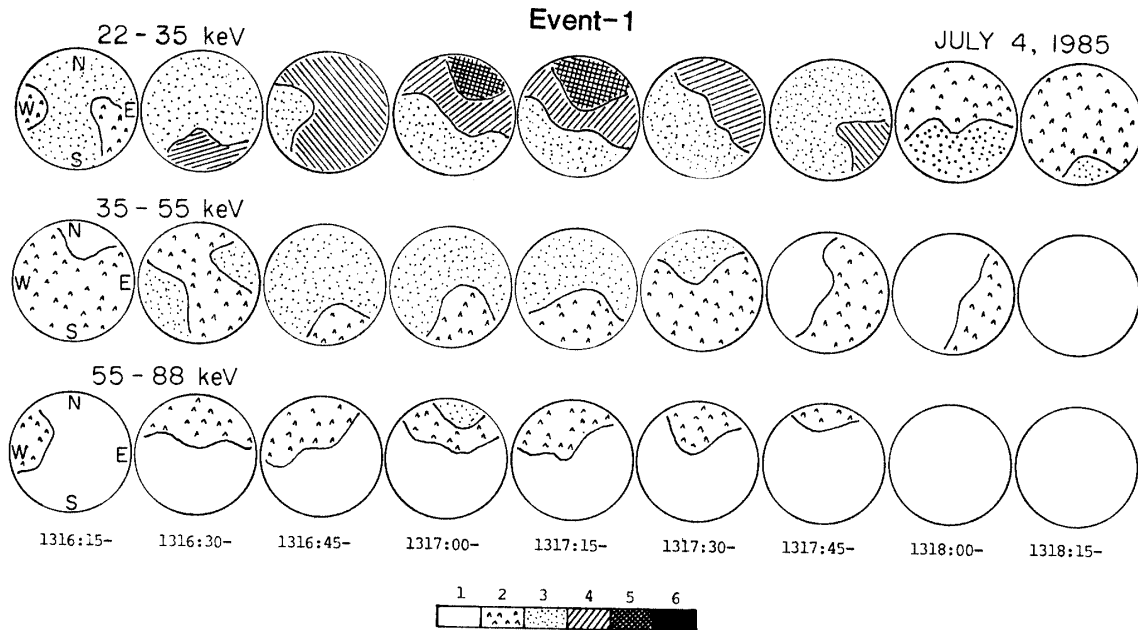 Event-1
22-35 keV
JULY 4, 1985
N
W E
S
35-55 keV
N
W E
S
55-88 keV
N
W E
S
1316:15- 1316:30- 1316:45- 1317:00- 1317:15- 1317:30- 1317:45- 1318:00- 1318:15-
1 2 3 4 5 6